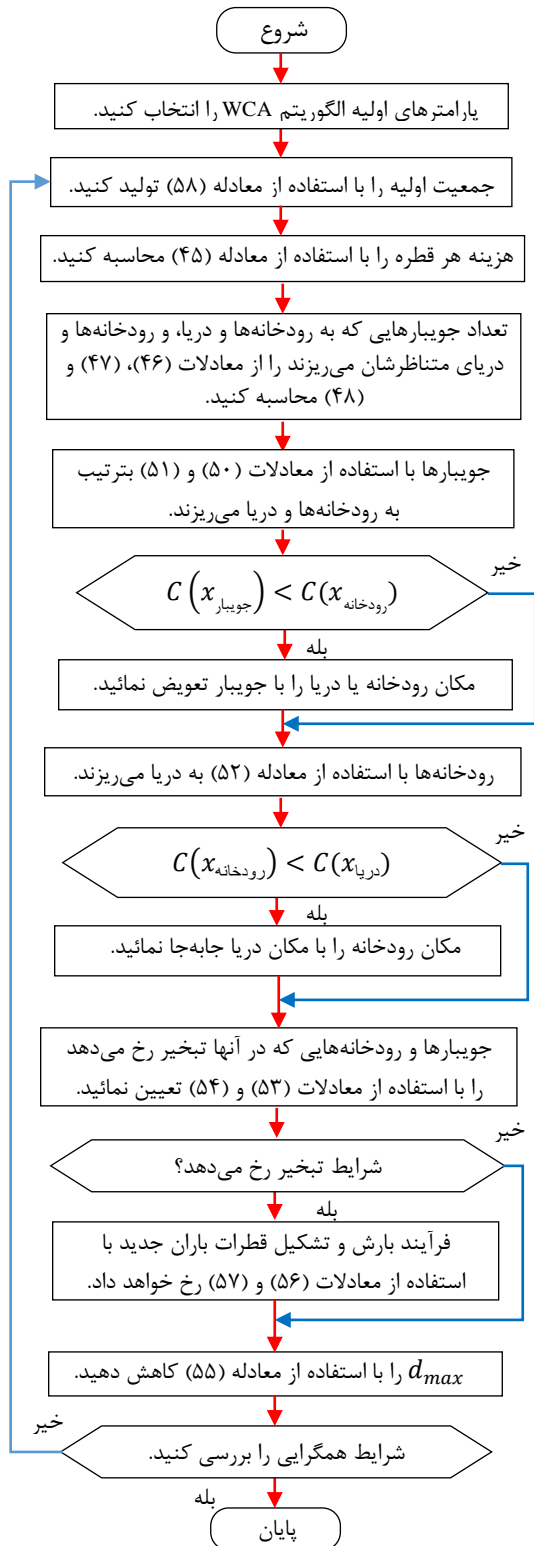 شروع
پارامترهای اولیه الگوریتم WCA را انتخاب کنید.
جمعیت اولیه را با استفاده از معادله (۵۸) تولید کنید.
هزینه هر قطره را با استفاده از معادله (۴۵) محاسبه کنید.
تعداد جویبارهایی که به رودخانه‌ها و دریا، و رودخانه‌ها و
دریای متناظرشان می‌ریزند را از معادلات (۴۶)، (۴۷) و
(۴۸) محاسبه کنید.
جویبارها با استفاده از معادلات (۵۰) و (۵۱) بترتیب
به رودخانه‌ها و دریا می‌ریزند.
خیر
C(x_جویبار) < C(x_رودخانه)
بله
مکان رودخانه یا دریا را با جویبار تعویض نمائید.
رودخانه‌ها با استفاده از معادله (۵۲) به دریا می‌ریزند.
خیر
C(x_رودخانه) < C(x_دریا)
بله
مکان رودخانه را با مکان دریا جابه‌جا نمائید.
جویبارها و رودخانه‌هایی که در آنها تبخیر رخ می‌دهد
را با استفاده از معادلات (۵۳) و (۵۴) تعیین نمائید.
خیر
شرایط تبخیر رخ می‌دهد؟
بله
فرآیند بارش و تشکیل قطرات باران جدید با
استفاده از معادلات (۵۶) و (۵۷) رخ خواهد داد.
d_max را با استفاده از معادله (۵۵) کاهش دهید.
خیر
شرایط همگرایی را بررسی کنید.
بله
پایان